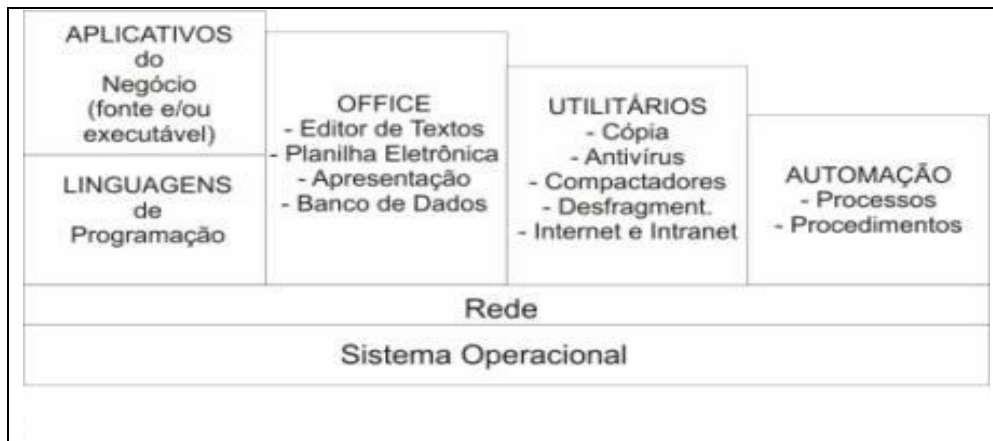 APLICATIVOS
do
Negócio
(fonte e/ou
executável)
LINGUAGENS
de
Programação
OFFICE
- Editor de Textos
- Planilha Eletrônica
- Apresentação
- Banco de Dados
UTILITÁRIOS
- Cópia
- Antivírus
- Compactadores
- Desfragment.
- Internet e Intranet
AUTOMAÇÃO
- Processos
- Procedimentos
Rede
Sistema Operacional